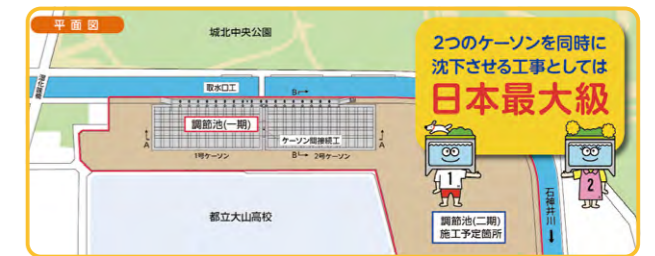 平面図
城北中央公園
2つのケーソンを同時に
沈下させる工事としては
日本最大級
取水口工
B
調節池(一期)
ケーソン間接続工
A
A
1号ケーソン
B
2号ケーソン
1
2
都立大山高校
調節池(二期)
施工予定箇所
石神井川